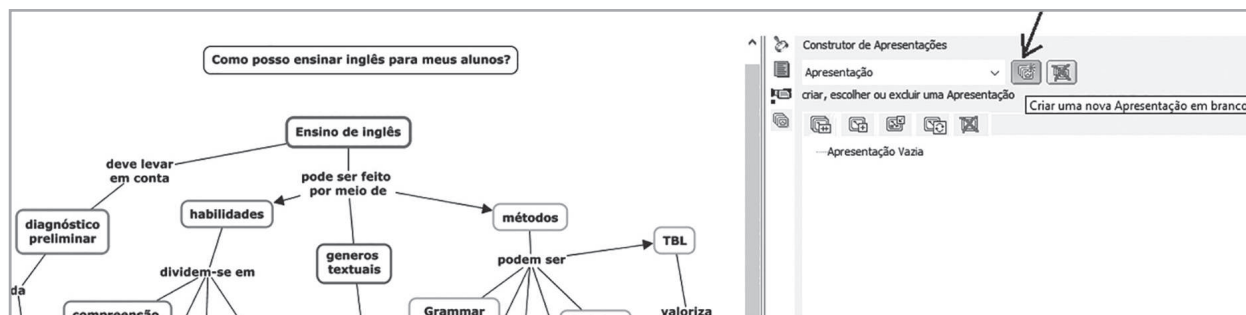 Como posso ensinar inglês para meus alunos?
Ensino de inglês
deve levar
em conta
pode ser feito
por meio de
diagnóstico
preliminar
habilidades
generos
textuais
métodos
TBL
dividem-se em
podem ser
da
compreensão
Grammar
valoriza
Construtor de Apresentações
Apresentação
criar, escolher ou excluir uma Apresentação
Criar uma nova Apresentação em branco
Apresentação Vazia